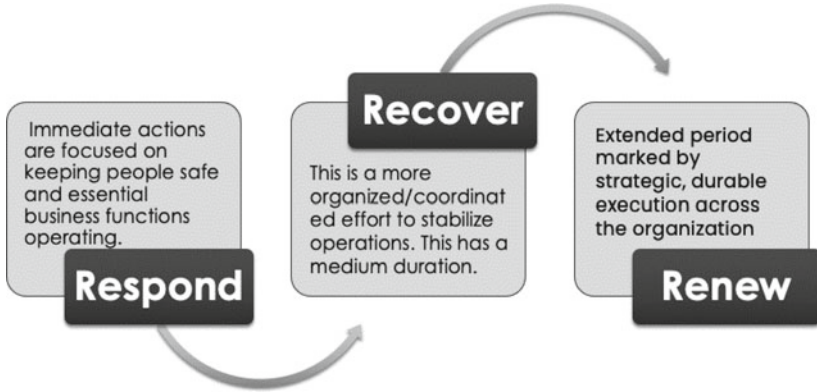 Immediate actions
are focused on
keeping people safe
and essential
business functions
operating.
Respond
Recover
This is a more
organized/coordinat
ed effort to stabilize
operations. This has a
medium duration.
Extended period
marked by
strategic, durable
execution across
the organization
Renew